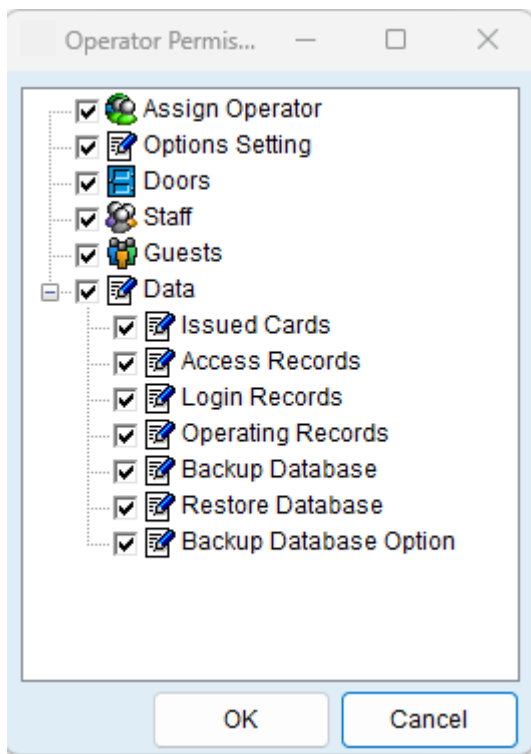 Operator Permis...
Assign Operator
Options Setting
Doors
Staff
Guests
Data
Issued Cards
Access Records
Login Records
Operating Records
Backup Database
Restore Database
Backup Database Option
OK
Cancel